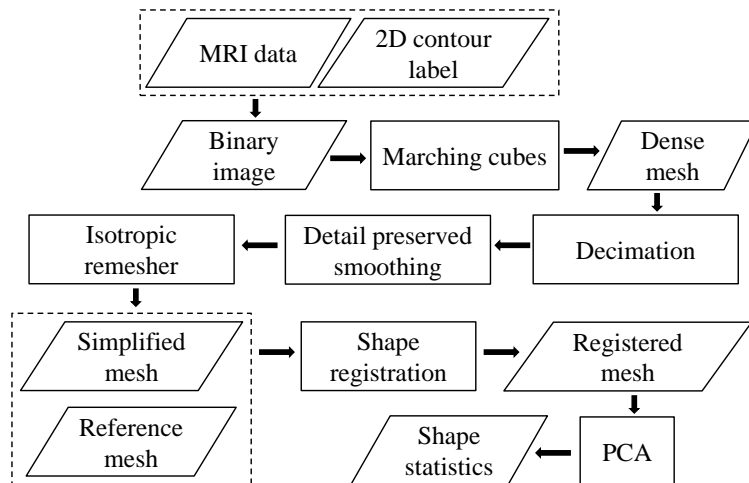 MRI data
2D contour
label
Binary
image
Marching cubes
Dense
mesh
Isotropic
remesher
Detail preserved
smoothing
Decimation
Simplified
mesh
Shape
registration
Registered
mesh
Reference
mesh
Shape
statistics
PCA